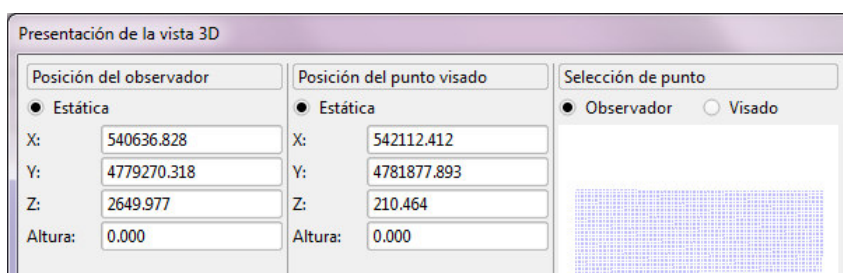 Presentación de la vista 3D
Posición del observador Posición del punto visado Selección de punto
Estática Estática Observador Visado
X: 540636.828 X: 542112.412
Y: 4779270.318 Y: 4781877.893
Z: 2649.977 Z: 210.464
Altura: 0.000 Altura: 0.000